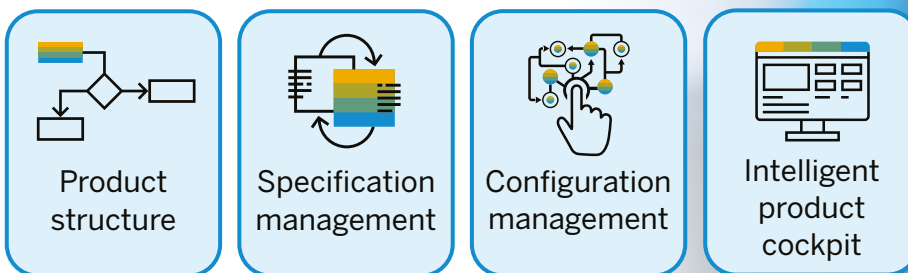 Product
structure
Specification
management
Configuration
management
Intelligent
product
cockpit